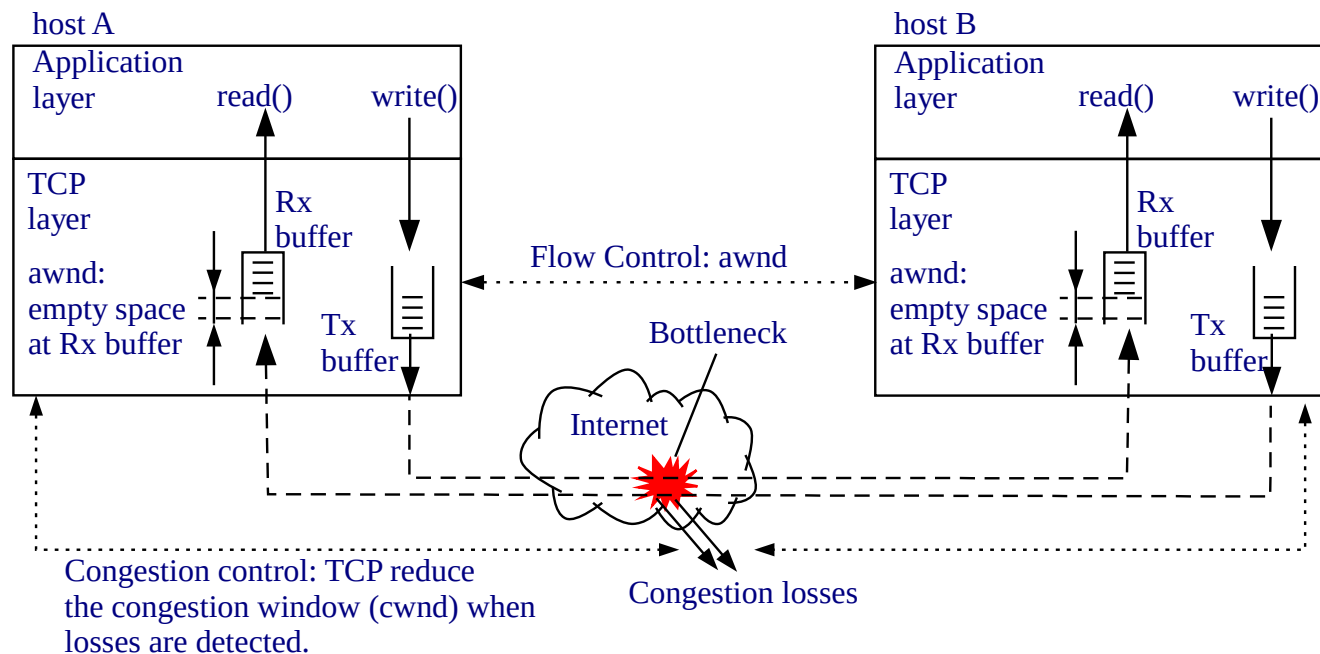 host A
Application
layer
read()
write()
TCP
layer
Rx
buffer
awnd:
empty space
at Rx buffer
Tx
buffer
Flow Control: awnd
Bottleneck
Internet
host B
Application
layer
read()
write()
TCP
layer
Rx
buffer
awnd:
empty space
at Rx buffer
Tx
buffer
Congestion control: TCP reduce
the congestion window (cwnd) when
losses are detected.
Congestion losses